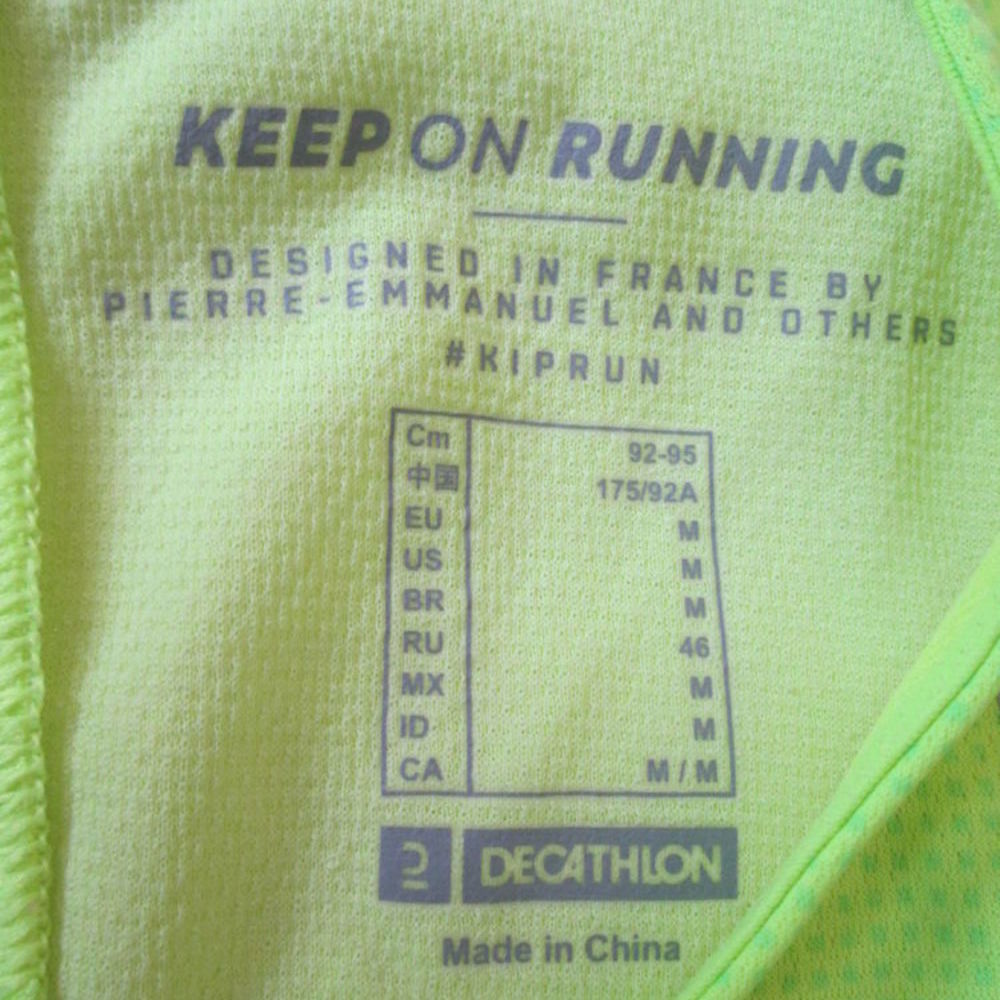 KEEP ON RUNNING
DESIGNED IN FRANCE BY
PIERRE-EMMANUEL AND OTHERS
#KIPRUN
Cm 92-95
中国 175/92A
EU M
US M
BR M
RU 46
MX M
ID M
CA M / M
DECATHLON
Made in China